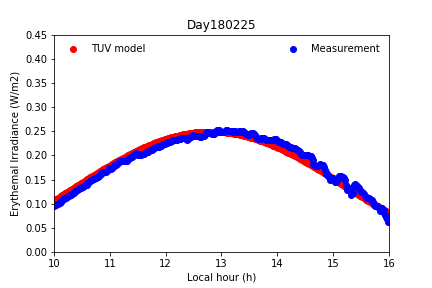 Day180225
TUV model
Measurement
0.45
0.40
0.35
0.30
0.25
0.20
0.15
0.10
0.05
0.00
Erythemal Irradiance (W/m2)
10 11 12 13 14 15 16
Local hour (h)